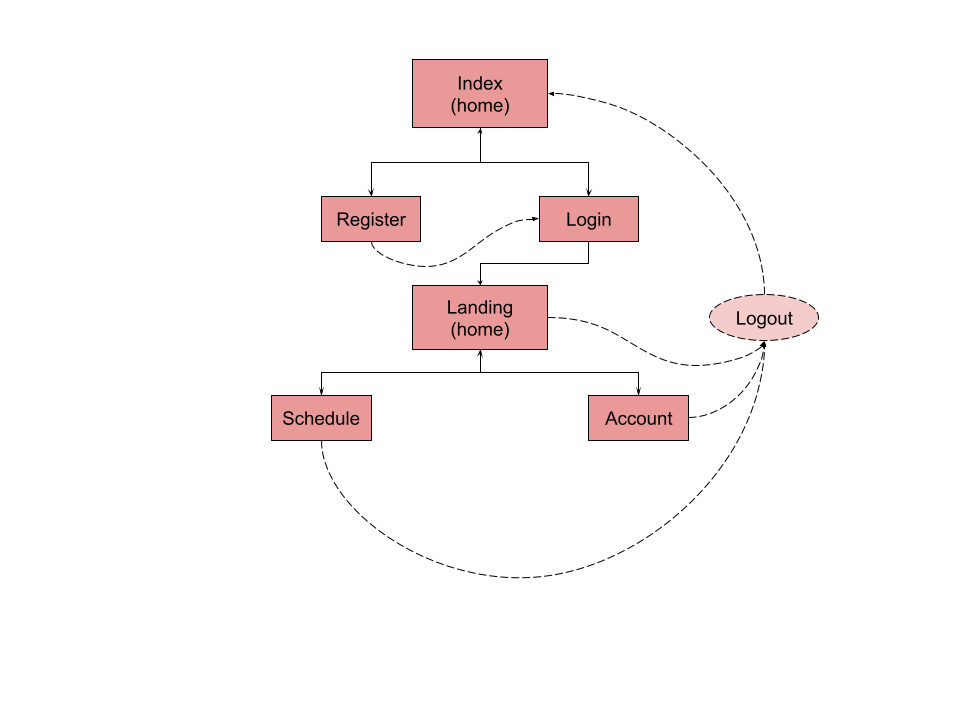 Index
(home)
Register
Login
Landing
(home)
Logout
Schedule
Account